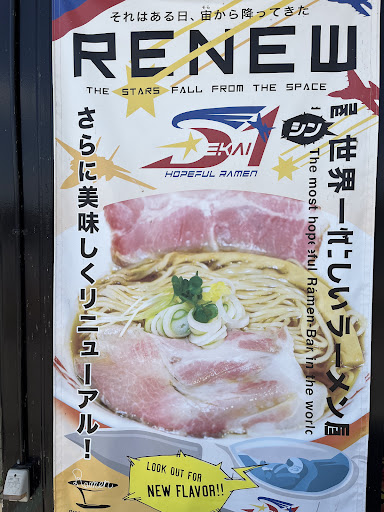 それはある日、宙から降ってきた
RENEW
THE STARS FALL FROM THE SPACE
シン
世界一忙しいラーメン屋
The most hopeful Ramen Bar in the world
SEKAI
HOPEFUL RAMEN
さらに美味しくリニューアル！
LOOK OUT FOR
NEW FLAVOR!!